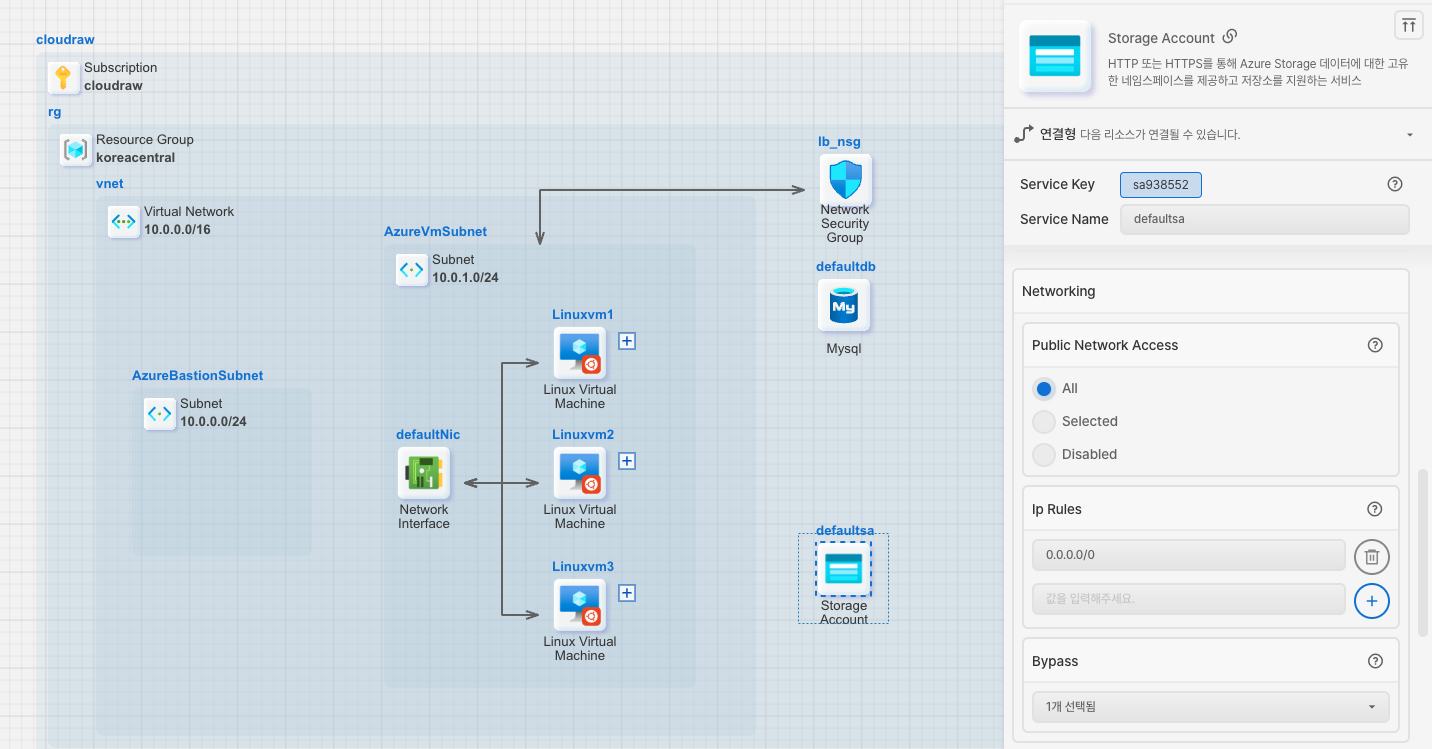 cloudraw
Subscription
cloudraw
rg
Resource Group
koreacentral
vnet
Virtual Network
10.0.0.0/16
AzureVmSubnet
Subnet
10.0.1.0/24
AzureBastionSubnet
Subnet
10.0.0.0/24
defaultNic
Network
Interface
Linuxvm1
Linux Virtual
Machine
Linuxvm2
Linux Virtual
Machine
Linuxvm3
Linux Virtual
Machine
lb_nsg
Network
Security
Group
defaultdb
My
Mysql
defaultsa
Storage
Account
Storage Account
HTTP 또는 HTTPS를 통해 Azure Storage 데이터에 대한 고유
한 네임스페이스를 제공하고 저장소를 지원하는 서비스
연결형 다음 리소스가 연결될 수 있습니다.
Service Key sa938552
Service Name defaultsa
Networking
Public Network Access
All
Selected
Disabled
Ip Rules
0.0.0.0/0
값을 입력해주세요.
Bypass
1개 선택됨